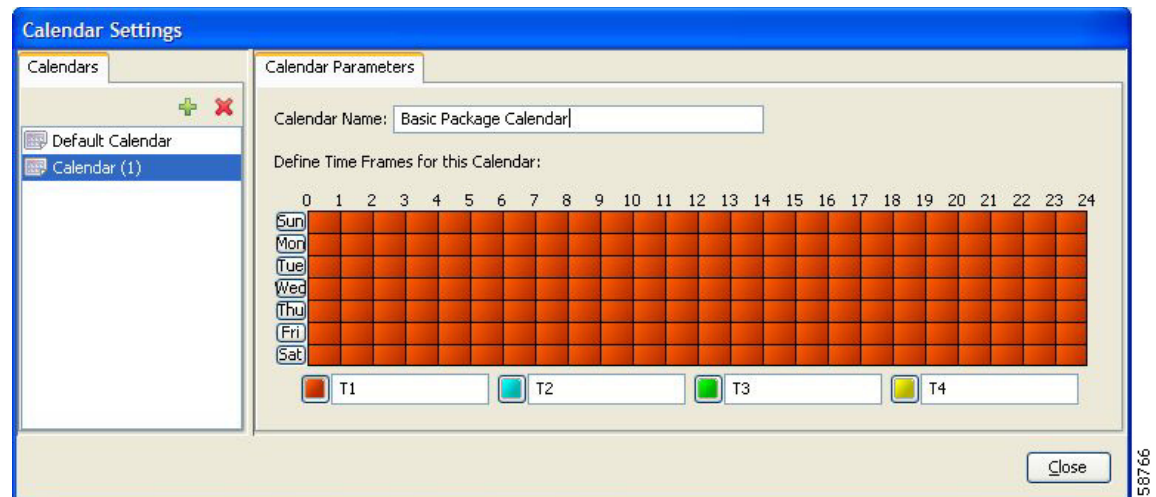 Calendar Settings
Calendars
Calendar Parameters
Default Calendar
Calendar (1)
Calendar Name: Basic Package Calendar
Define Time Frames for this Calendar:
0 1 2 3 4 5 6 7 8 9 10 11 12 13 14 15 16 17 18 19 20 21 22 23 24
Sun
Mon
Tue
Wed
Thu
Fri
Sat
T1 T2 T3 T4
Close
58766